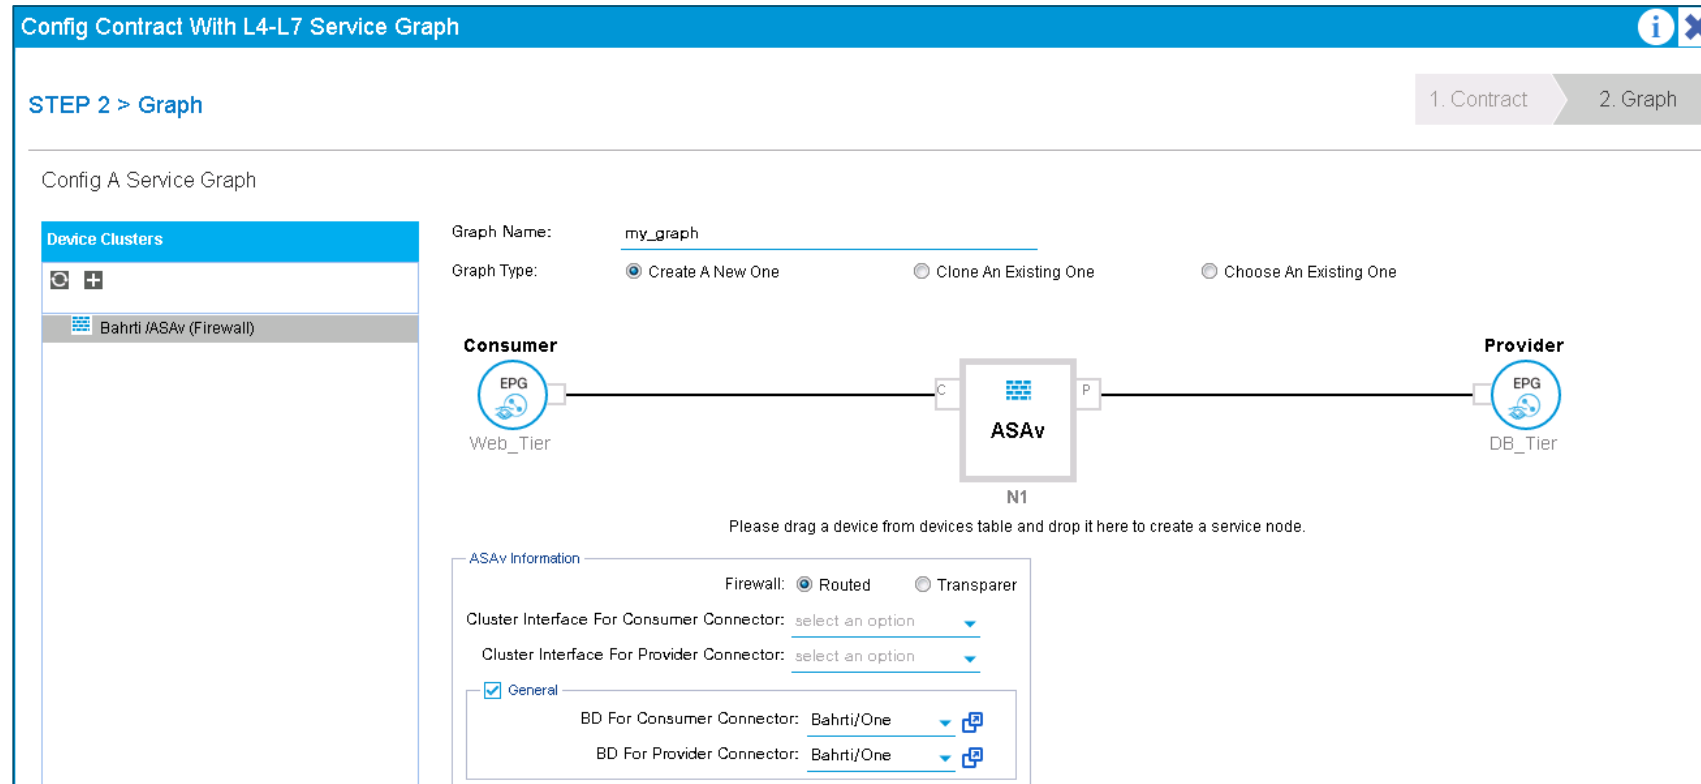 Config Contract With L4-L7 Service Graph
i
STEP 2 > Graph
1. Contract
2. Graph
Config A Service Graph
Device Clusters
Graph Name: my_graph
Graph Type: Create A New One Clone An Existing One Choose An Existing One
Bahrti /ASAv (Firewall)
Consumer Provider
EPG EPG
C P
ASAv
Web_Tier DB_Tier
N1
Please drag a device from devices table and drop it here to create a service node.
ASAv Information
Firewall: Routed Transparer
Cluster Interface For Consumer Connector: select an option
Cluster Interface For Provider Connector: select an option
General
BD For Consumer Connector: Bahrti/One
BD For Provider Connector: Bahrti/One